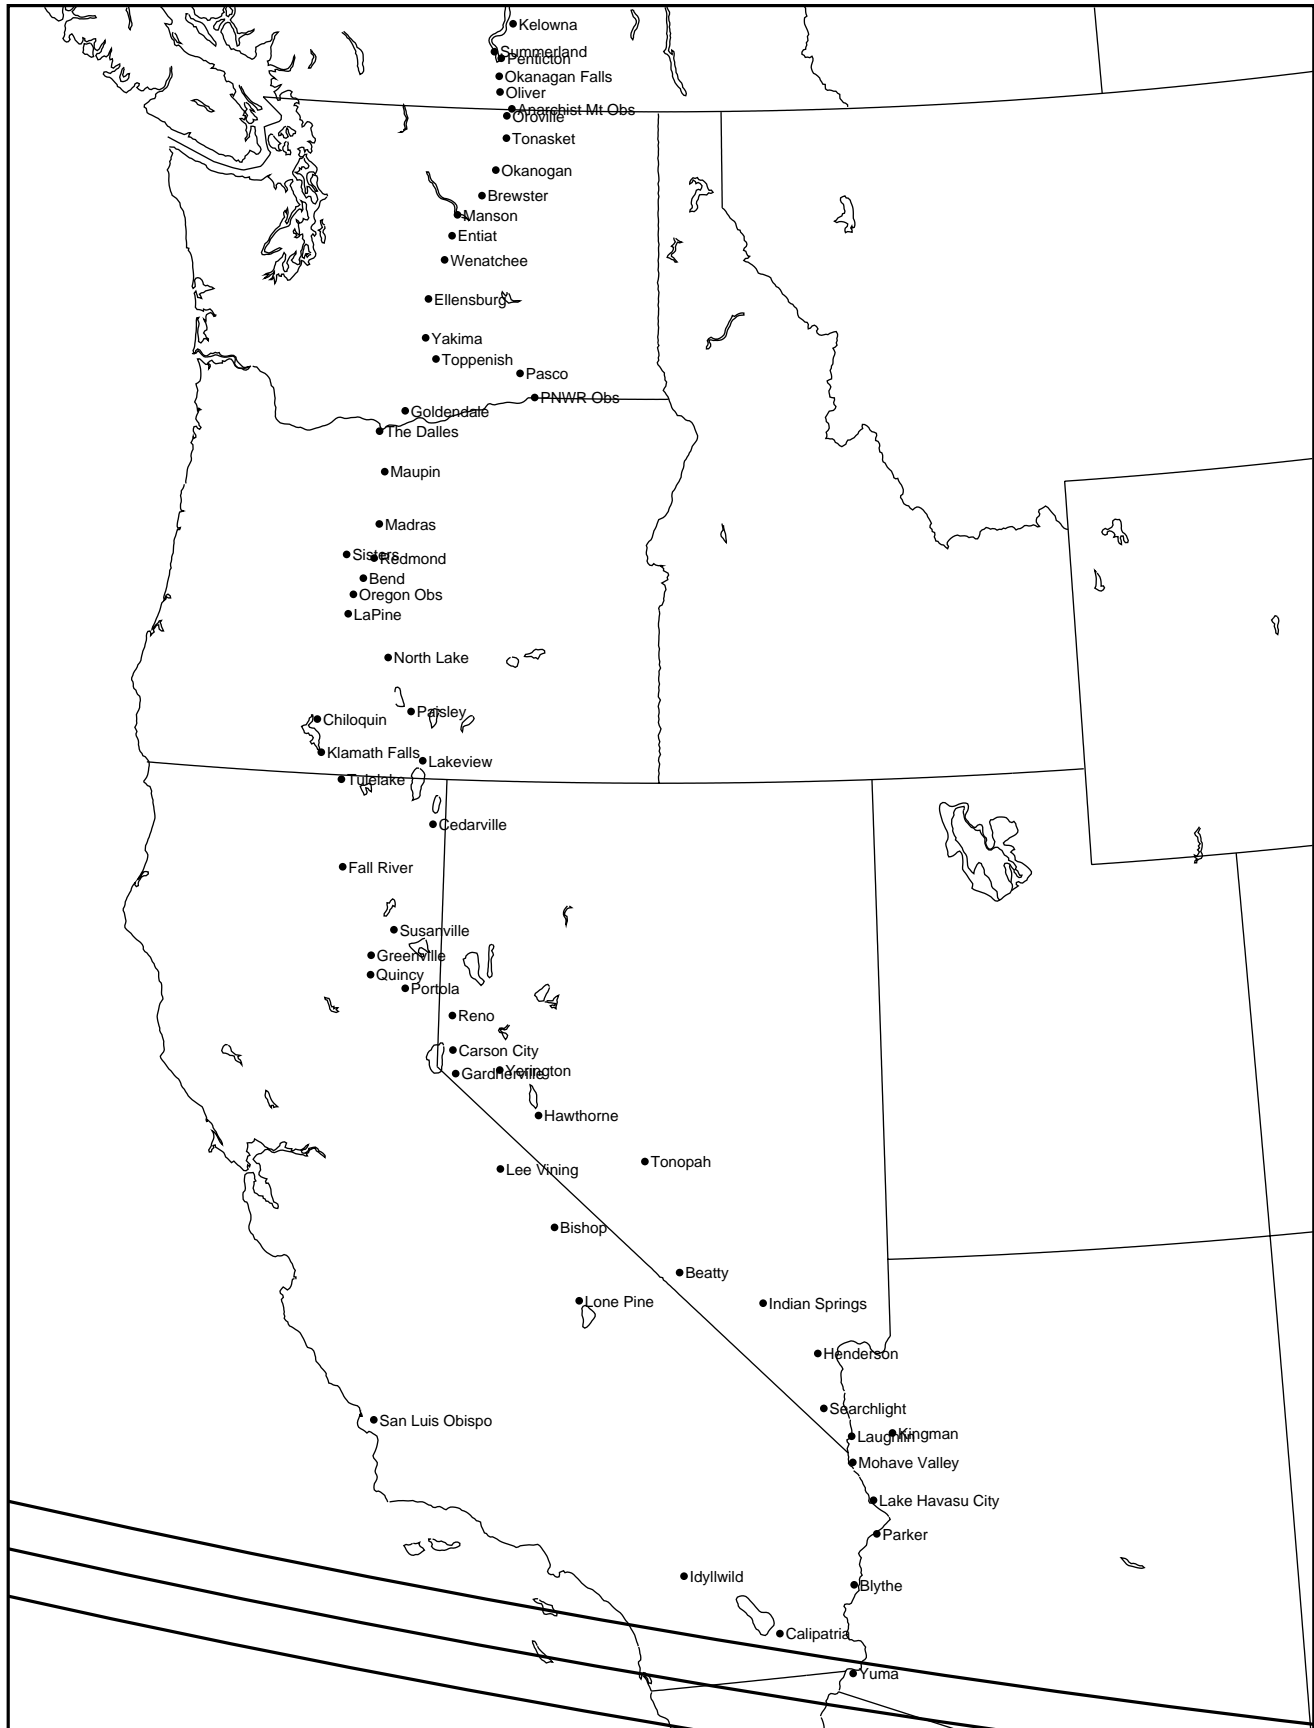 Kelowna
Summerland
Penticton
Okanagan Falls
Oliver
Anarchist Mt Obs
Oroville
Tonasket
Okanogan
Brewster
Manson
Entiat
Wenatchee
Ellensburg
Yakima
Toppenish
Pasco
PNWR Obs
Goldendale
The Dalles
Maupin
Madras
Sisters
Redmond
Bend
Oregon Obs
LaPine
North Lake
Paisley
Chiloquin
Klamath Falls
Lakeview
Tulelake
Cedarville
Fall River
Susanville
Greenville
Quincy
Portola
Reno
Carson City
Yerington
Gardnerville
Hawthorne
Tonopah
Lee Vining
Bishop
Beatty
Lone Pine
Indian Springs
Henderson
Searchlight
San Luis Obispo
Kingman
Laughlin
Mohave Valley
Lake Havasu City
Parker
Idyllwild
Blythe
Calipatria
Yuma